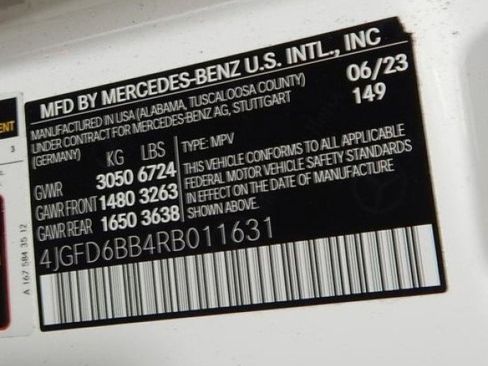 MFD BY MERCEDES-BENZ U.S. INTL., INC
MANUFACTURED IN USA (ALABAMA, TUSCALOOSA COUNTY)
UNDER CONTRACT FOR MERCEDES-BENZ AG, STUTTGART
(GERMANY)
06/23
149
KG LBS
GVWR 3050 6724
GAWR FRONT 1480 3263
GAWR REAR 1650 3638
TYPE: MPV
THIS VEHICLE CONFORMS TO ALL APPLICABLE
FEDERAL MOTOR VEHICLE SAFETY STANDARDS
IN EFFECT ON THE DATE OF MANUFACTURE
SHOWN ABOVE.
4JGFD6BB4RB011631
A 167 584 35 12
3